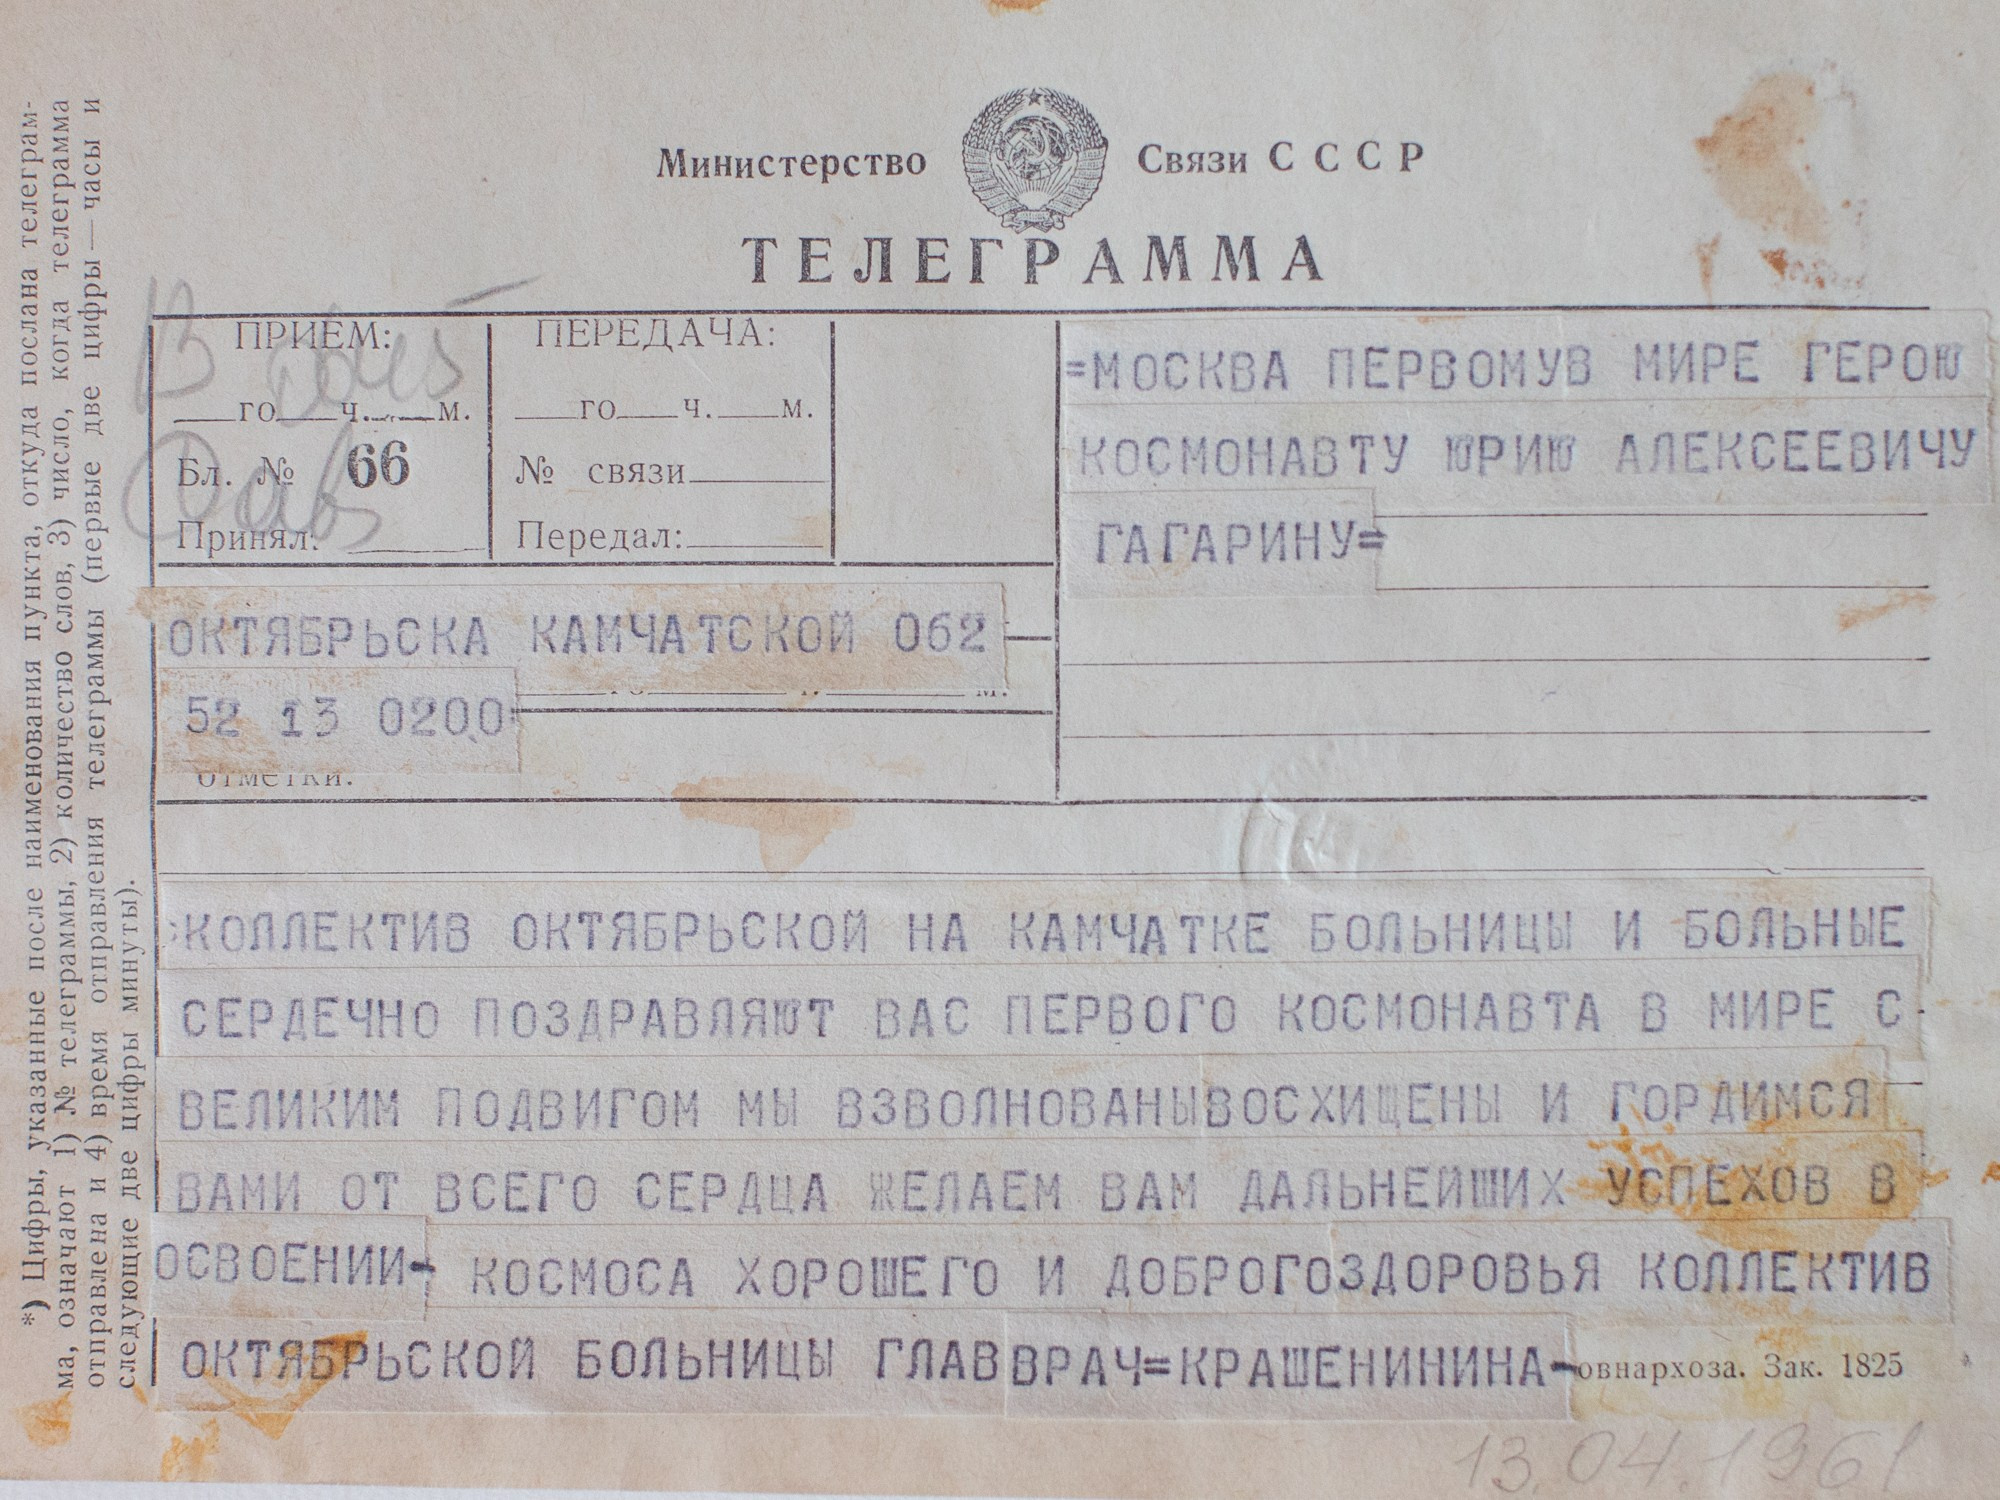 Министерство Связи СССР
ТЕЛЕГРАММА
ПРИЕМ:
го ч. м.
Бл. № 66
Принял:
ПЕРЕДАЧА:
го ч. м.
№ связи
Передал:
=МОСКВА ПЕРВОМУВ МИРЕ ГЕРОЮ
КОСМОНАВТУ ЮРИЮ АЛЕКСЕЕВИЧУ
ГАГАРИНУ=
ОКТЯБРЬСКА КАМЧАТСКОЙ 062
52 13 0200=
го ч. м.
Отметки:
=КОЛЛЕКТИВ ОКТЯБРЬСКОЙ НА КАМЧАТКЕ БОЛЬНИЦЫ И БОЛЬНЫЕ
СЕРДЕЧНО ПОЗДРАВЛЯЮТ ВАС ПЕРВОГО КОСМОНАВТА В МИРЕ С
ВЕЛИКИМ ПОДВИГОМ МЫ ВЗВОЛНОВАНЫВОСХИЩЕНЫ И ГОРДИМСЯ
ВАМИ ОТ ВСЕГО СЕРДЦА ЖЕЛАЕМ ВАМ ДАЛЬНЕЙШИХ УСПЕХОВ В
ОСВОЕНИИ- КОСМОСА ХОРОШЕГО И ДОБРОГОЗДОРОВЬЯ КОЛЛЕКТИВ
ОКТЯБРЬСКОЙ БОЛЬНИЦЫ ГЛАВВРАЧ=КРАШЕНИНИНА-
овнархоза. Зак. 1825
13.04.1961
*) Цифры, указанные после наименования пункта, откуда послана телеграм-
ма, означают 1) № телеграммы, 2) количество слов, 3) число, когда телеграмма
отправлена и 4) время отправления телеграммы (первые две цифры — часы и
следующие две цифры минуты).